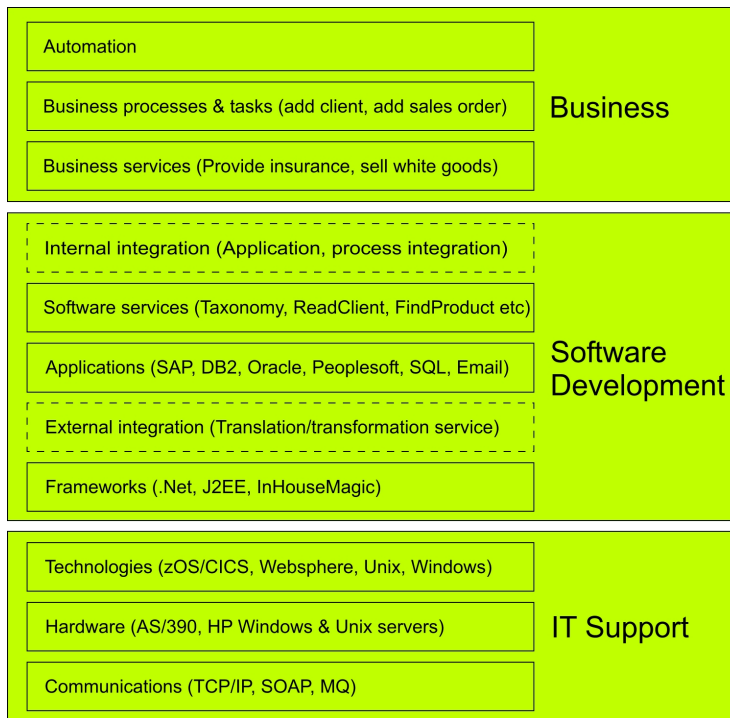 Automation
Business processes & tasks (add client, add sales order)
Business services (Provide insurance, sell white goods)
Business
Internal integration (Application, process integration)
Software services (Taxonomy, ReadClient, FindProduct etc)
Applications (SAP, DB2, Oracle, Peoplesoft, SQL, Email)
External integration (Translation/transformation service)
Frameworks (.Net, J2EE, InHouseMagic)
Software
Development
Technologies (zOS/CICS, Websphere, Unix, Windows)
Hardware (AS/390, HP Windows & Unix servers)
Communications (TCP/IP, SOAP, MQ)
IT Support